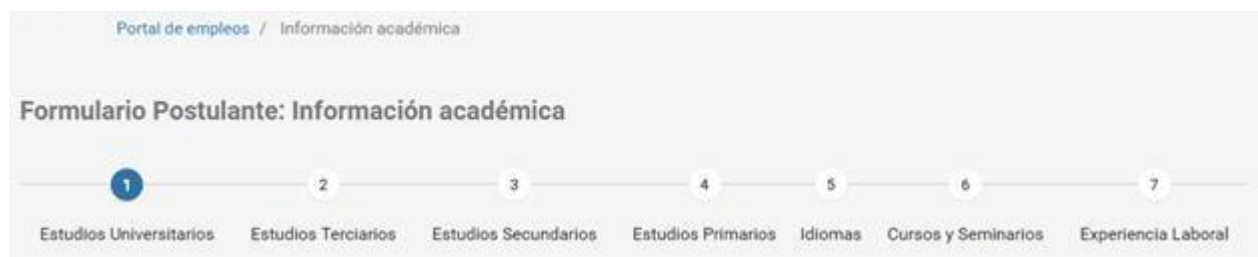 Portal de empleos / Información académica
Formulario Postulante: Información académica
1 2 3 4 5 6 7
Estudios Universitarios Estudios Terciarios Estudios Secundarios Estudios Primarios Idiomas Cursos y Seminarios Experiencia Laboral